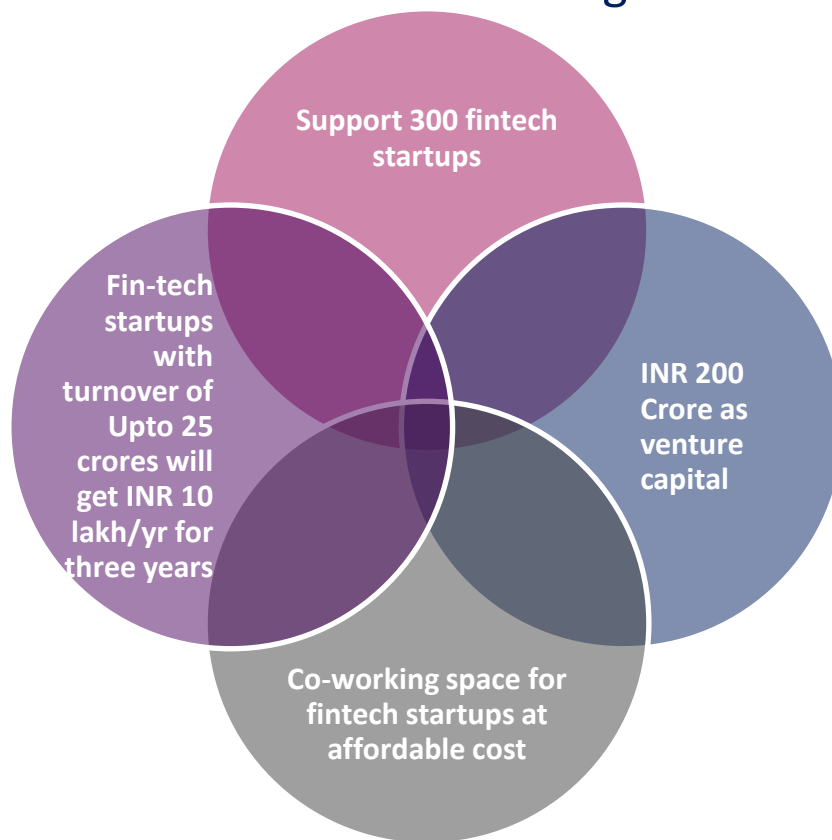 Support 300 fintech
startups
Fin-tech
startups
with
turnover of
Upto 25
crores will
get INR 10
lakh/yr for
three years
INR 200
Crore as
venture
capital
Co-working space for
fintech startups at
affordable cost